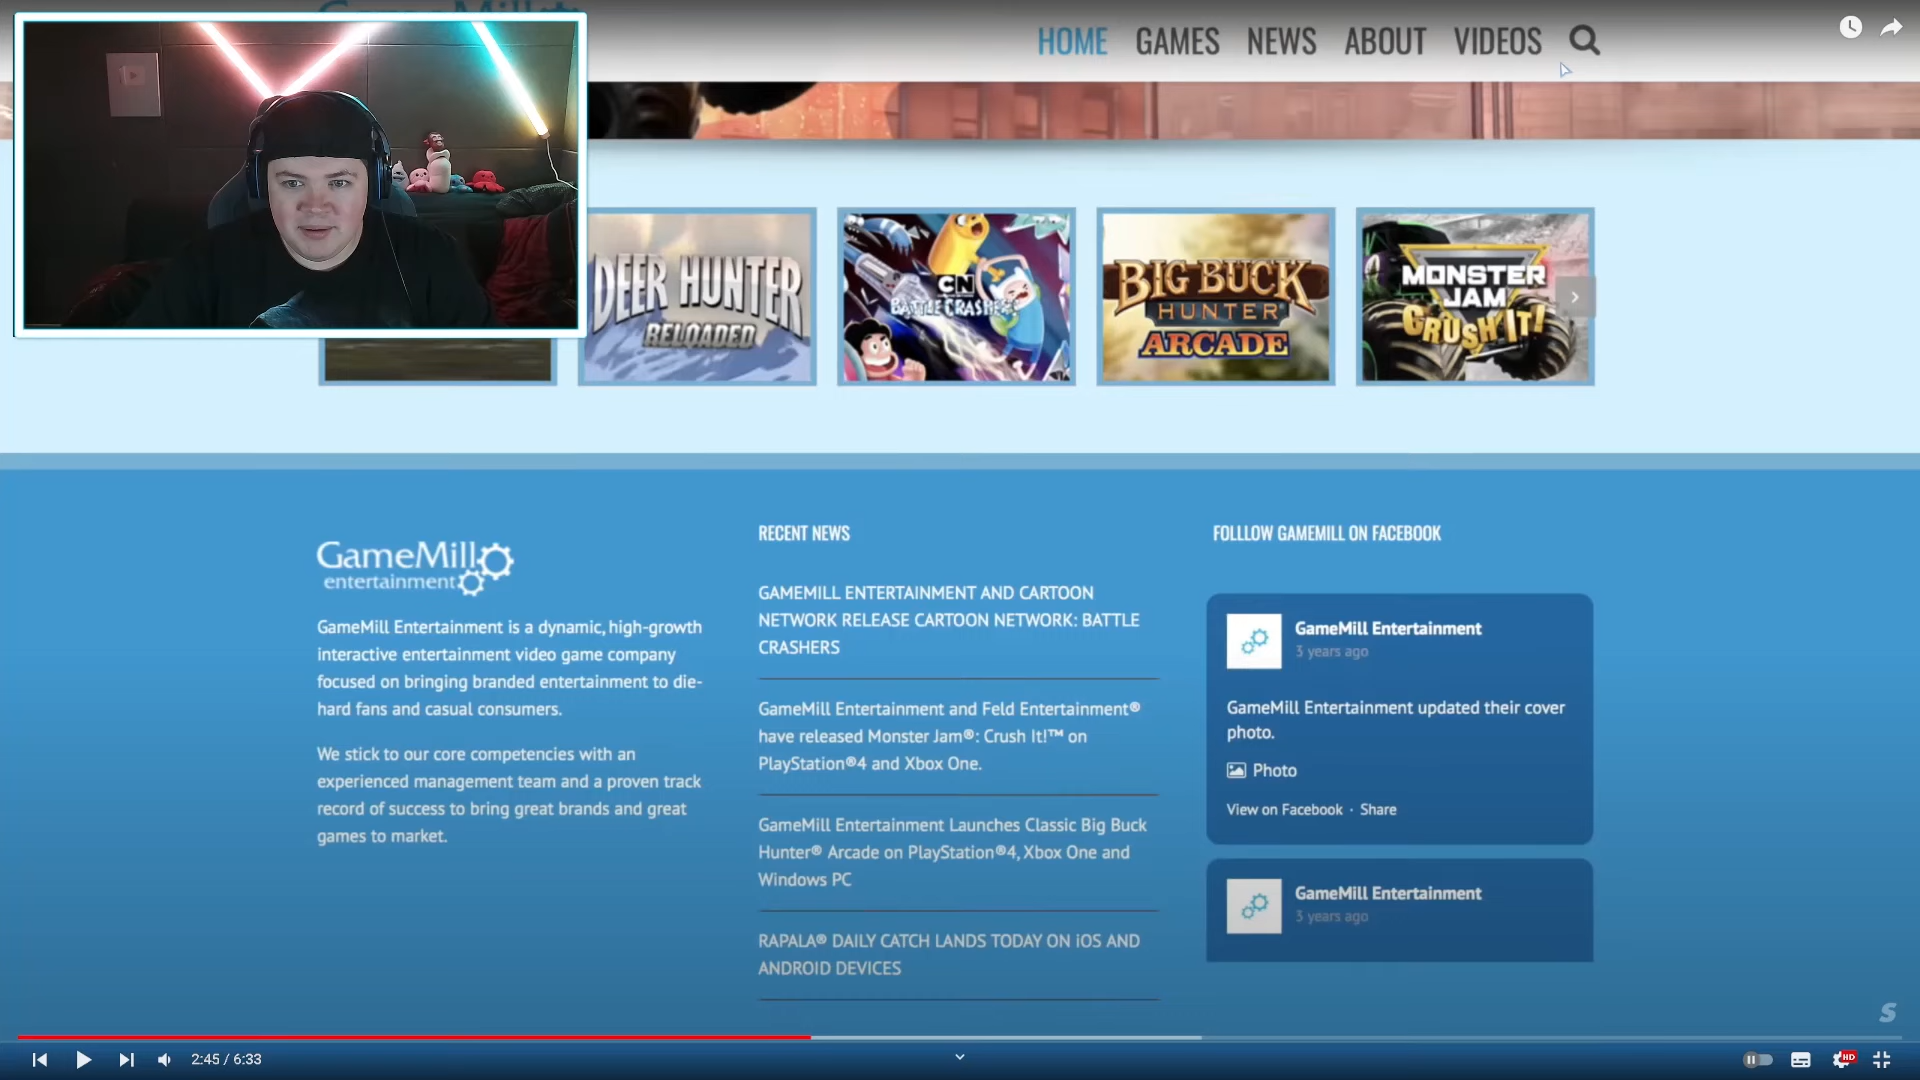 HOME GAMES NEWS ABOUT VIDEOS
DEER HUNTER
RELOADED
CN
BATTLE CRASHERS
BIG BUCK
HUNTER
ARCADE
MONSTER
JAM
CRUSH IT!
GameMill
entertainment
GameMill Entertainment is a dynamic, high-growth
interactive entertainment video game company
focused on bringing branded entertainment to die-
hard fans and casual consumers.
We stick to our core competencies with an
experienced management team and a proven track
record of success to bring great brands and great
games to market.
RECENT NEWS
GAMEMILL ENTERTAINMENT AND CARTOON
NETWORK RELEASE CARTOON NETWORK: BATTLE
CRASHERS
GameMill Entertainment and Feld Entertainment®
have released Monster Jam®: Crush It!™ on
PlayStation®4 and Xbox One.
GameMill Entertainment Launches Classic Big Buck
Hunter® Arcade on PlayStation®4, Xbox One and
Windows PC
RAPALA® DAILY CATCH LANDS TODAY ON iOS AND
ANDROID DEVICES
FOLLLOW GAMEMILL ON FACEBOOK
GameMill Entertainment
3 years ago
GameMill Entertainment updated their cover
photo.
Photo
View on Facebook · Share
GameMill Entertainment
3 years ago
S
2:45 / 6:33
HD